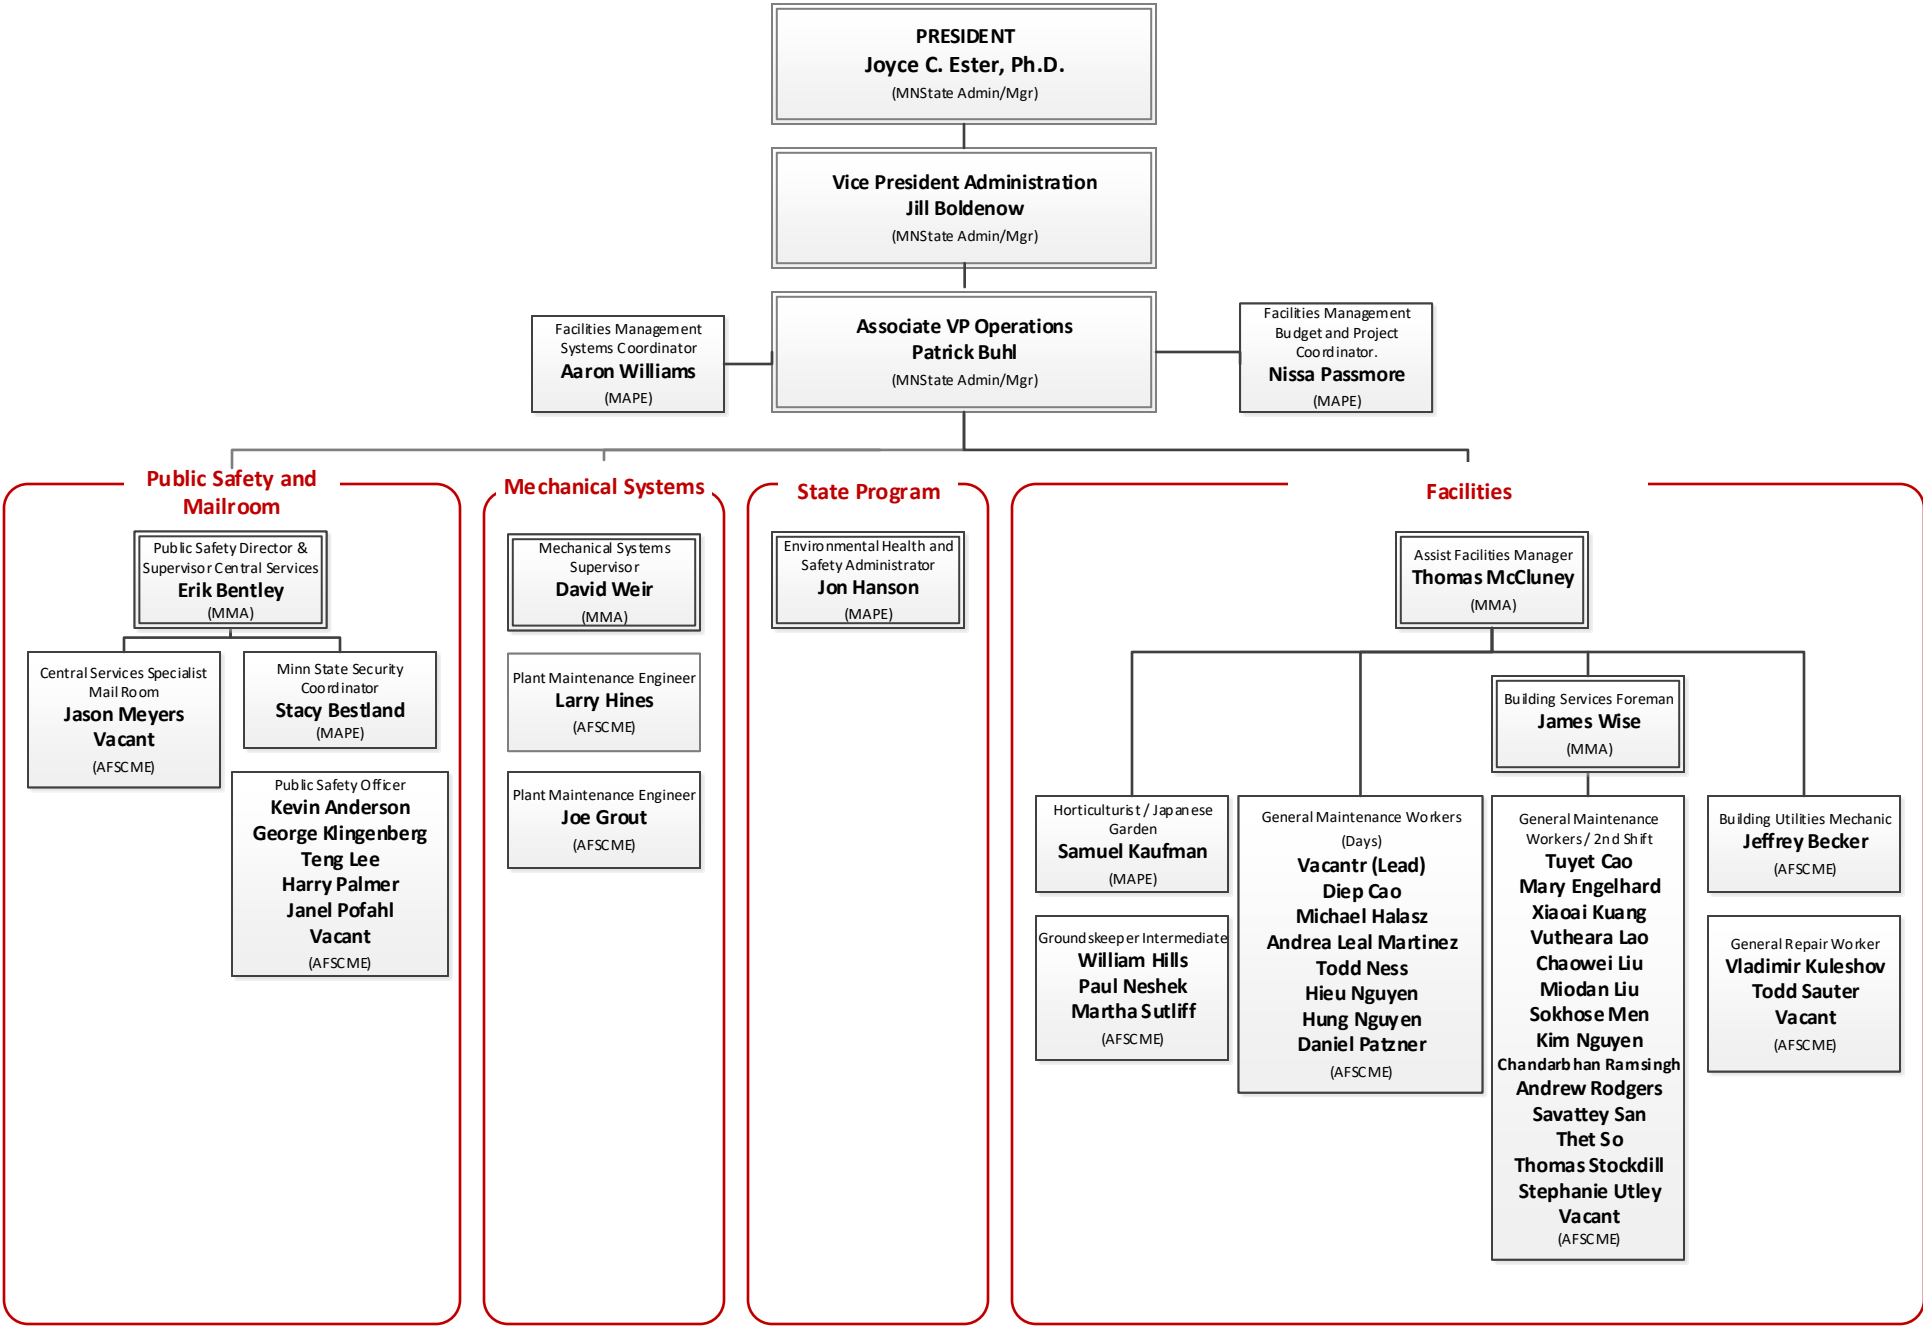 PRESIDENT
Joyce C. Ester, Ph.D.
(MNState Admin/Mgr)
Vice President Administration
Jill Boldenow
(MNState Admin/Mgr)
Facilities Management
Systems Coordinator
Aaron Williams
(MAPE)
Associate VP Operations
Patrick Buhl
(MNState Admin/Mgr)
Facilities Management
Budget and Project
Coordinator.
Nissa Passmore
(MAPE)
Public Safety and
Mailroom
Public Safety Director &
Supervisor Central Services
Erik Bentley
(MMA)
Central Services Specialist
Mail Room
Jason Meyers
Vacant
(AFSCME)
Minn State Security
Coordinator
Stacy Bestland
(MAPE)
Public Safety Officer
Kevin Anderson
George Klingenberg
Teng Lee
Harry Palmer
Janel Pofahl
Vacant
(AFSCME)
Mechanical Systems
Mechanical Systems
Supervisor
David Weir
(MMA)
Plant Maintenance Engineer
Larry Hines
(AFSCME)
Plant Maintenance Engineer
Joe Grout
(AFSCME)
State Program
Environmental Health and
Safety Administrator
Jon Hanson
(MAPE)
Facilities
Assist Facilities Manager
Thomas McCluney
(MMA)
Building Services Foreman
James Wise
(MMA)
Horticulturist / Japanese
Garden
Samuel Kaufman
(MAPE)
Groundskeeper Intermediate
William Hills
Paul Neshek
Martha Sutliff
(AFSCME)
General Maintenance Workers
(Days)
Vacantr (Lead)
Diep Cao
Michael Halasz
Andrea Leal Martinez
Todd Ness
Hieu Nguyen
Hung Nguyen
Daniel Patzner
(AFSCME)
General Maintenance
Workers / 2nd Shift
Tuyet Cao
Mary Engelhard
Xiaoai Kuang
Vutheara Lao
Chaowei Liu
Miodan Liu
Sokhose Men
Kim Nguyen
Chandarbhan Ramsingh
Andrew Rodgers
Savattey San
Thet So
Thomas Stockdill
Stephanie Utley
Vacant
(AFSCME)
Building Utilities Mechanic
Jeffrey Becker
(AFSCME)
General Repair Worker
Vladimir Kuleshov
Todd Sauter
Vacant
(AFSCME)